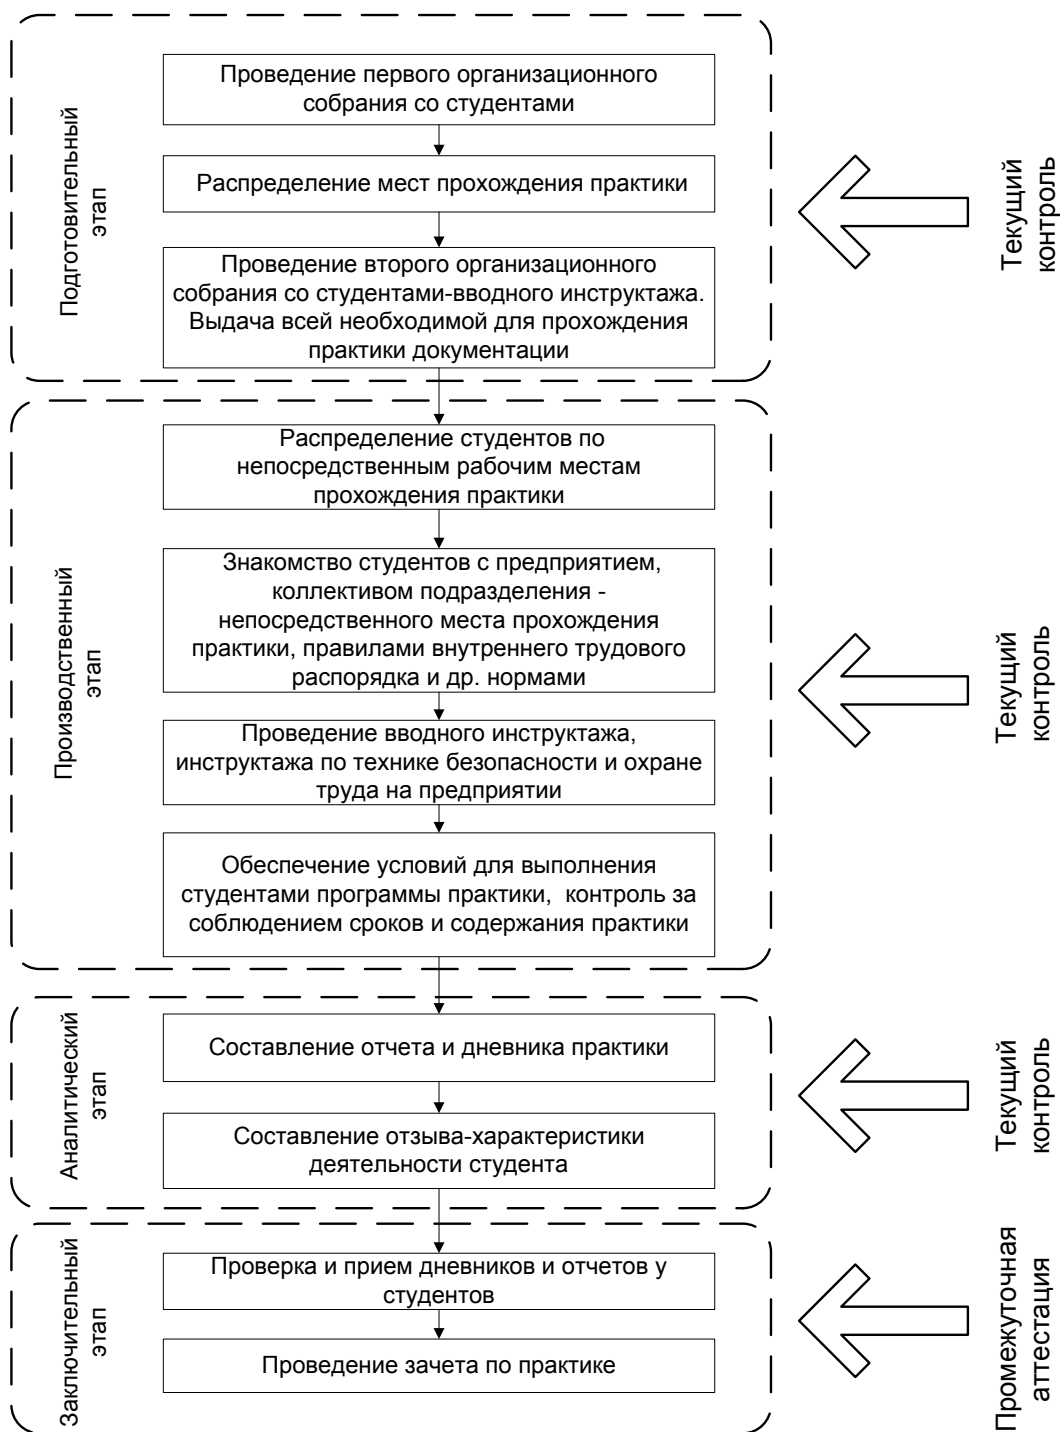 Подготовительный
этап
Проведение первого организационного
собрания со студентами
Распределение мест прохождения практики
Проведение второго организационного
собрания со студентами-вводного инструктажа.
Выдача всей необходимой для прохождения
практики документации
Текущий
контроль
Производственный
этап
Распределение студентов по
непосредственным рабочим местам
прохождения практики
Знакомство студентов с предприятием,
коллективом подразделения -
непосредственного места прохождения
практики, правилами внутреннего трудового
распорядка и др. нормами
Проведение вводного инструктажа,
инструктажа по технике безопасности и охране
труда на предприятии
Обеспечение условий для выполнения
студентами программы практики, контроль за
соблюдением сроков и содержания практики
Текущий
контроль
Аналитический
этап
Составление отчета и дневника практики
Составление отзыва-характеристики
деятельности студента
Текущий
контроль
Заключительный
этап
Проверка и прием дневников и отчетов у
студентов
Проведение зачета по практике
Промежуточная
аттестация